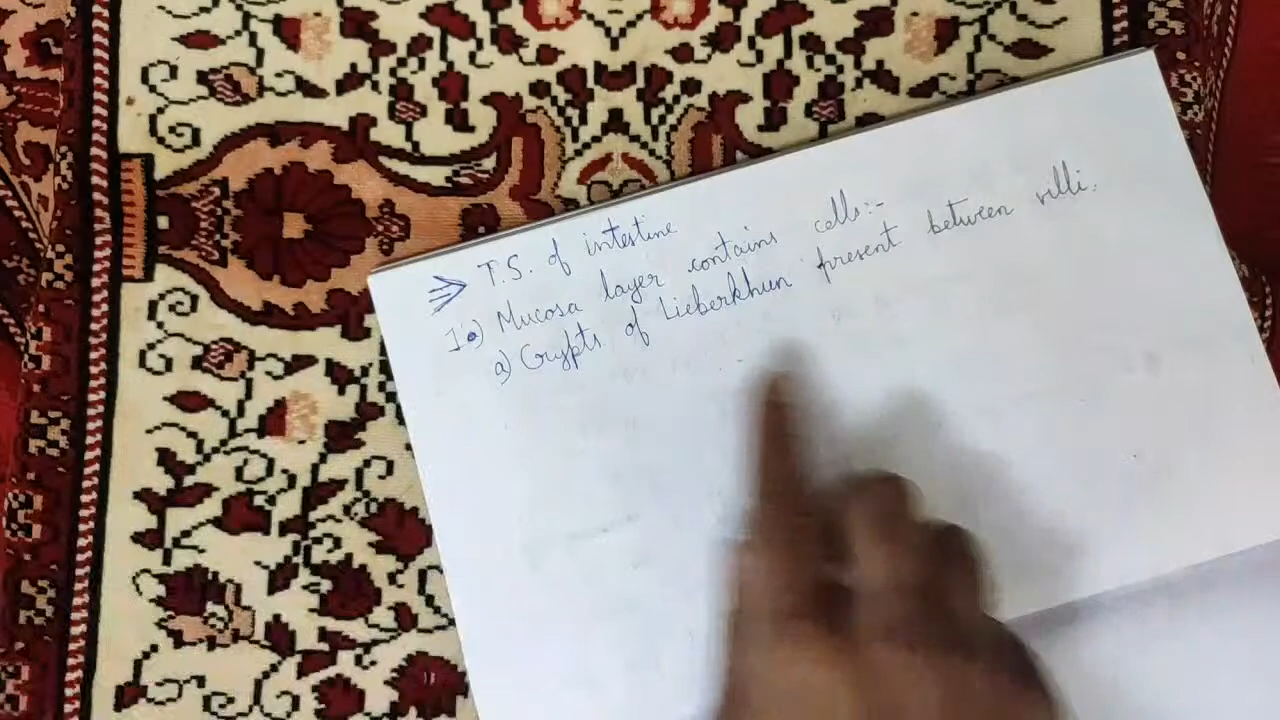 T.S. of intestine
1.) Mucosa layer contains cells:-
a) Crypts of Lieberkhun present between villi.